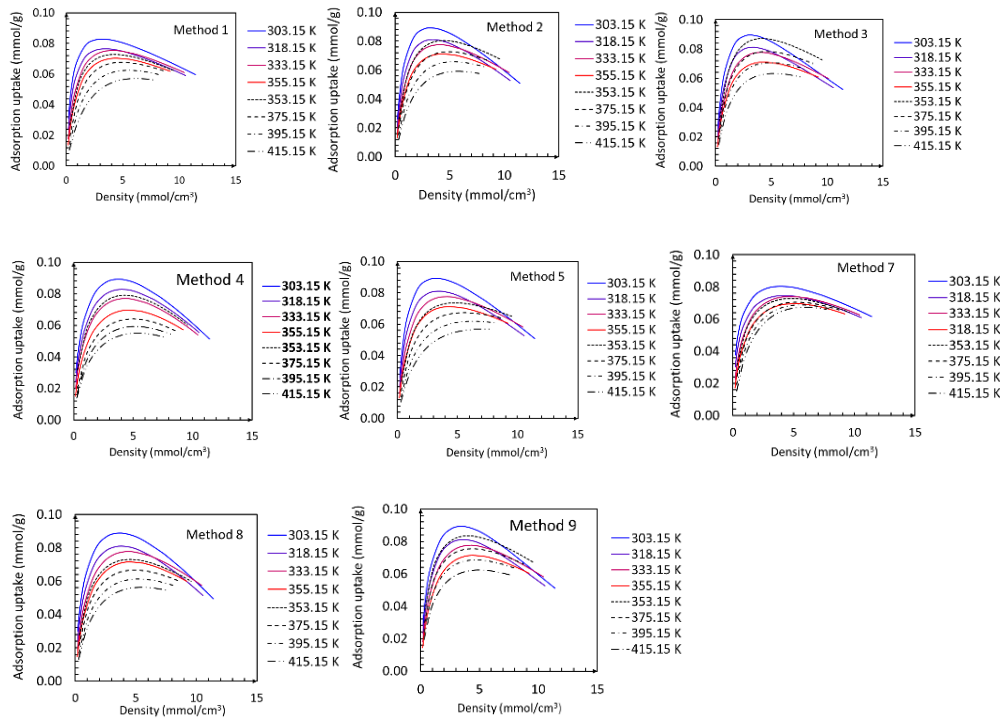 Method 1
Adsorption uptake (mmol/g)
0.10
0.08
0.06
0.04
0.02
0.00
0
5
10
15
Density (mmol/cm³)
303.15 K
318.15 K
333.15 K
355.15 K
353.15 K
375.15 K
395.15 K
415.15 K
Method 2
Adsorption uptake (mmol/g)
0.10
0.08
0.06
0.04
0.02
0.00
0
5
10
15
Density (mmol/cm³)
303.15 K
318.15 K
333.15 K
355.15 K
353.15 K
375.15 K
395.15 K
415.15 K
Method 3
Adsorption uptake (mmol/g)
0.10
0.08
0.06
0.04
0.02
0.00
0
5
10
15
Density (mmol/cm³)
303.15 K
318.15 K
333.15 K
355.15 K
353.15 K
375.15 K
395.15 K
415.15 K
Method 4
Adsorption uptake (mmol/g)
0.10
0.08
0.06
0.04
0.02
0.00
0
5
10
15
Density (mmol/cm³)
303.15 K
318.15 K
333.15 K
355.15 K
353.15 K
375.15 K
395.15 K
415.15 K
Method 5
Adsorption uptake (mmol/g)
0.10
0.08
0.06
0.04
0.02
0.00
0
5
10
15
Density (mmol/cm³)
303.15 K
318.15 K
333.15 K
355.15 K
353.15 K
375.15 K
395.15 K
415.15 K
Method 7
Adsorption uptake (mmol/g)
0.10
0.08
0.06
0.04
0.02
0.00
0
5
10
15
Density (mmol/cm³)
303.15 K
318.15 K
333.15 K
318.15 K
353.15 K
375.15 K
395.15 K
415.15 K
Method 8
Adsorption uptake (mmol/g)
0.10
0.08
0.06
0.04
0.02
0.00
0
5
10
15
Density (mmol/cm³)
303.15 K
318.15 K
333.15 K
355.15 K
353.15 K
375.15 K
395.15 K
415.15 K
Method 9
Adsorption uptake (mmol/g)
0.10
0.08
0.06
0.04
0.02
0.00
0
5
10
15
Density (mmol/cm³)
303.15 K
318.15 K
333.15 K
355.15 K
353.15 K
375.15 K
395.15 K
415.15 K